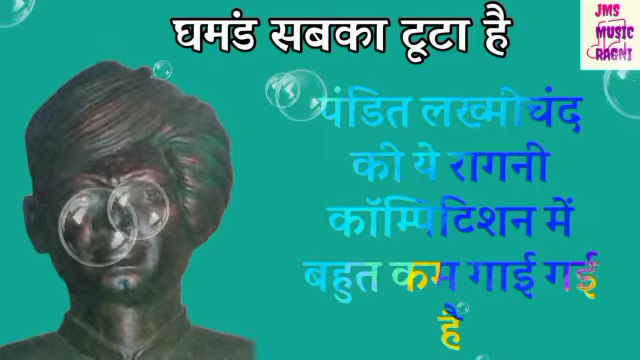 घमंड सबका टूटा है
JMS
MUSIC
RAGNI
पंडित लख्मीचंद
की ये रागनी
कॉम्पिटिशन में
बहुत कम गाई गई
है